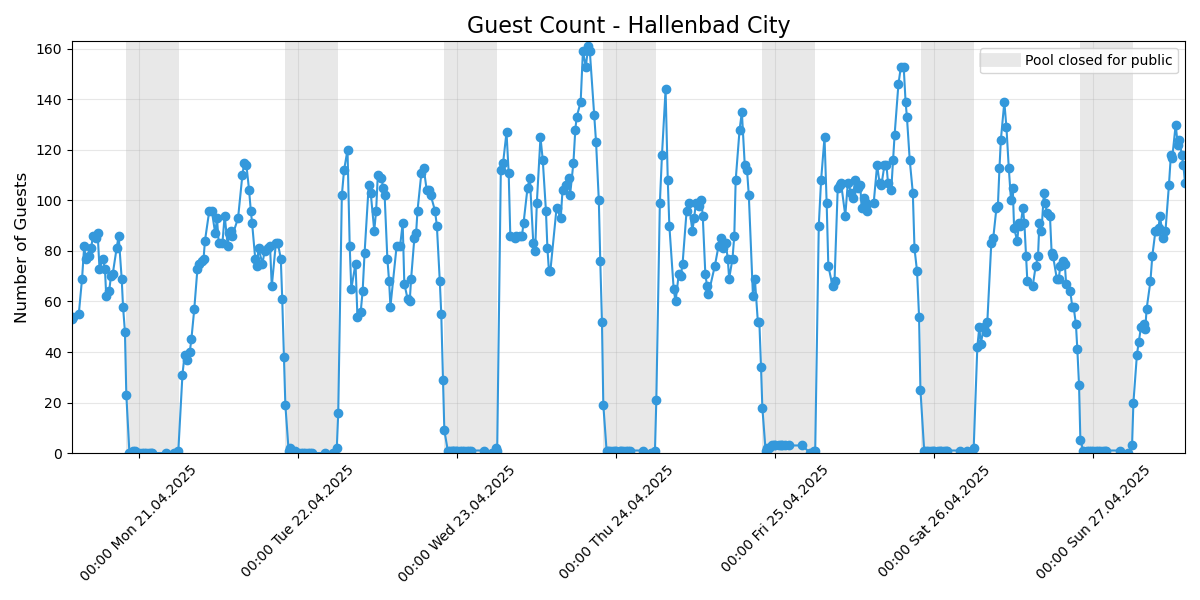 Guest Count - Hallenbad City
Pool closed for public
Number of Guests
160
140
120
100
80
60
40
20
0
00:00 Mon 21.04.2025
00:00 Tue 22.04.2025
00:00 Wed 23.04.2025
00:00 Thu 24.04.2025
00:00 Fri 25.04.2025
00:00 Sat 26.04.2025
00:00 Sun 27.04.2025